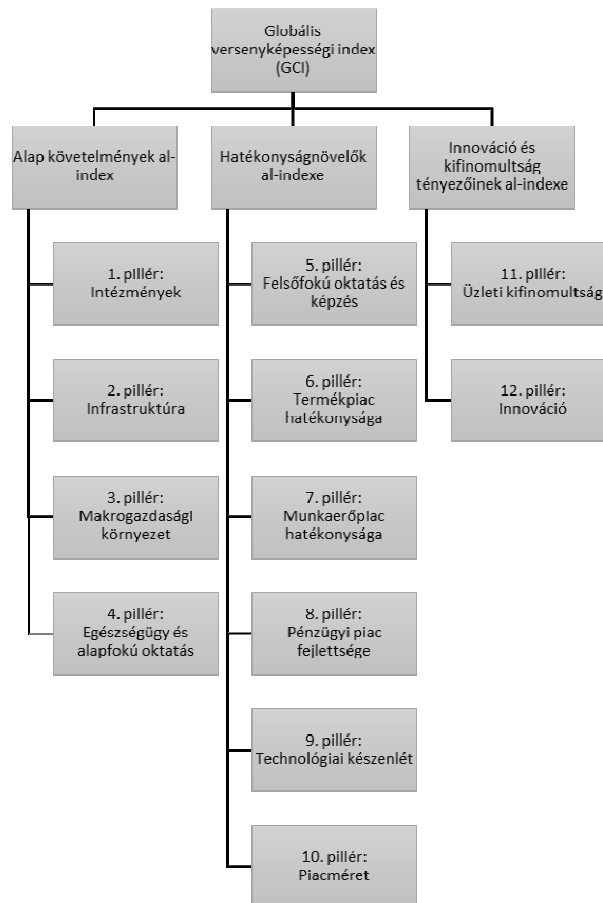 Globális
versenyképességi index
(GCI)
Alap követelmények al-
index
1. pillér:
Intézmények
2. pillér:
Infrastruktúra
3. pillér:
Makrogazdasági
környezet
4. pillér:
Egészségügy és
alapfokú oktatás
Hatékonyságnövelők
al-indexe
5. pillér:
Felsőfokú oktatás és
képzés
6. pillér:
Termékpiac
hatékonysága
7. pillér:
Munkaerőpiac
hatékonysága
8. pillér:
Pénzügyi piac
fejlettsége
9. pillér:
Technológiai készenlét
10. pillér:
Piacméret
Innováció és
kifinomultság
tényezőinek al-indexe
11. pillér:
Üzleti kifinomultság
12. pillér:
Innováció